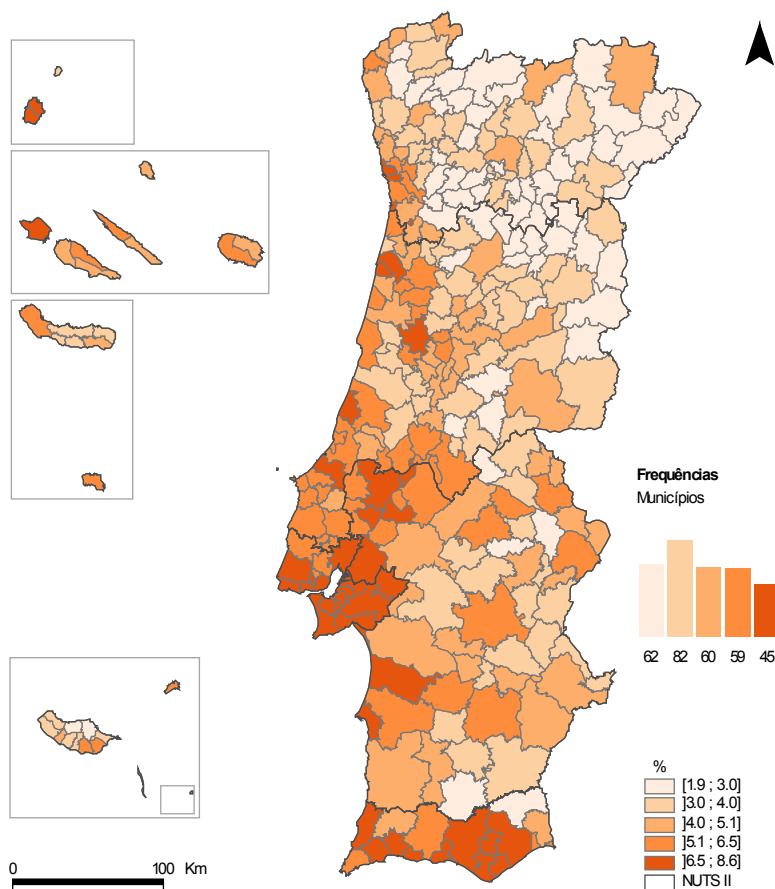 Frequências
Municípios
62 82 60 59 45
%
[1.9 ; 3.0]
]3.0 ; 4.0]
]4.0 ; 5.1]
]5.1 ; 6.5]
]6.5 ; 8.6]
NUTS II
0 100 Km